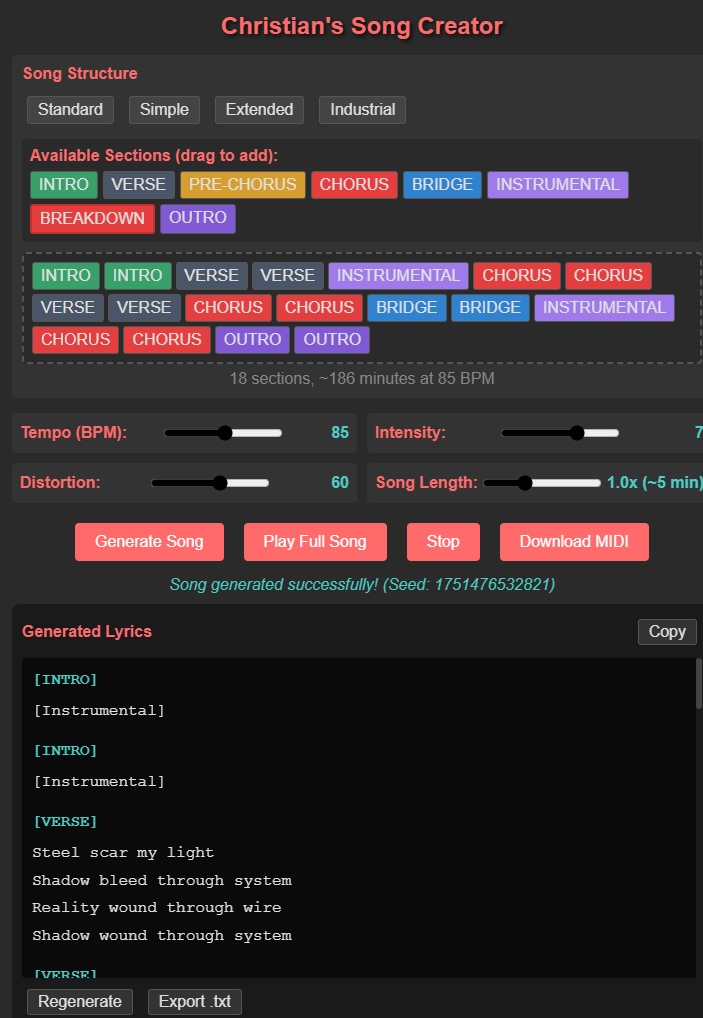 Christian's Song Creator
Song Structure
Standard Simple Extended Industrial
Available Sections (drag to add):
INTRO VERSE PRE-CHORUS CHORUS BRIDGE INSTRUMENTAL
BREAKDOWN OUTRO
INTRO INTRO VERSE VERSE INSTRUMENTAL CHORUS CHORUS
VERSE VERSE CHORUS CHORUS BRIDGE BRIDGE INSTRUMENTAL
CHORUS CHORUS OUTRO OUTRO
18 sections, ~186 minutes at 85 BPM
Tempo (BPM): 85 Intensity: 7
Distortion: 60 Song Length: 1.0x (~5 min)
Generate Song Play Full Song Stop Download MIDI
Song generated successfully! (Seed: 1751476532821)
Generated Lyrics Copy
[INTRO]
[Instrumental]
[INTRO]
[Instrumental]
[VERSE]
Steel scar my light
Shadow bleed through system
Reality wound through wire
Shadow wound through system
[VERSE]
Regenerate Export .txt